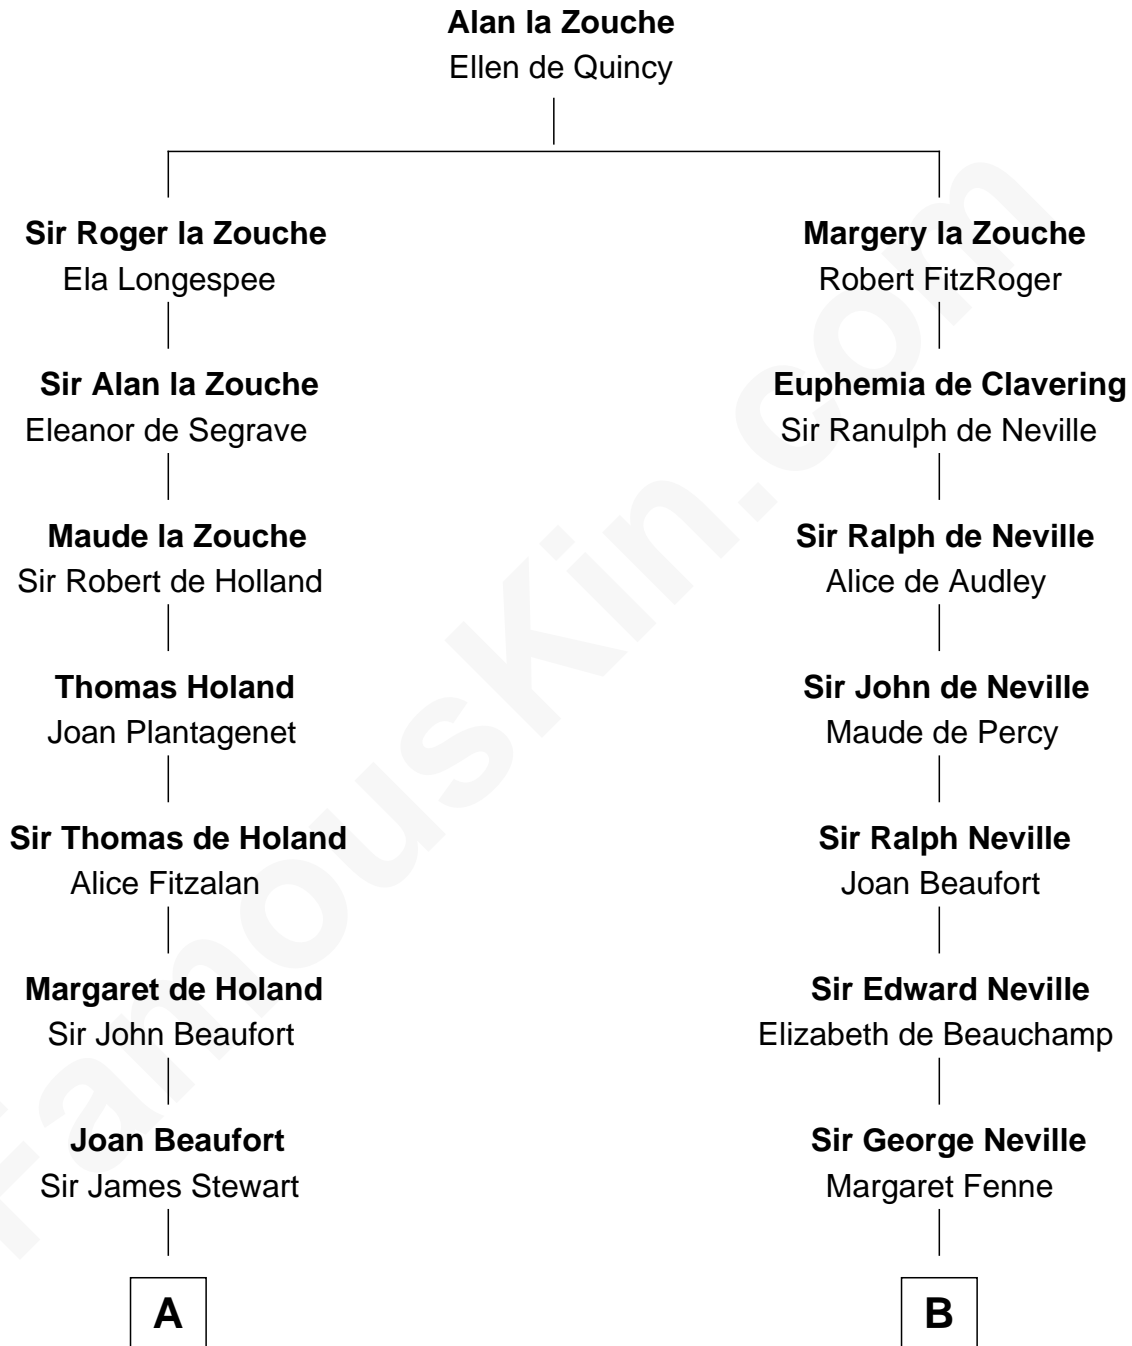 Alan la Zouche
Ellen de Quincy
Sir Roger la Zouche
Ela Longespee
Sir Alan la Zouche
Eleanor de Segrave
Maude la Zouche
Sir Robert de Holland
Thomas Holand
Joan Plantagenet
Sir Thomas de Holand
Alice Fitzalan
Margaret de Holand
Sir John Beaufort
Joan Beaufort
Sir James Stewart
A
Margery la Zouche
Robert FitzRoger
Euphemia de Clavering
Sir Ranulph de Neville
Sir Ralph de Neville
Alice de Audley
Sir John de Neville
Maude de Percy
Sir Ralph Neville
Joan Beaufort
Sir Edward Neville
Elizabeth de Beauchamp
Sir George Neville
Margaret Fenne
B
FamousKin.com